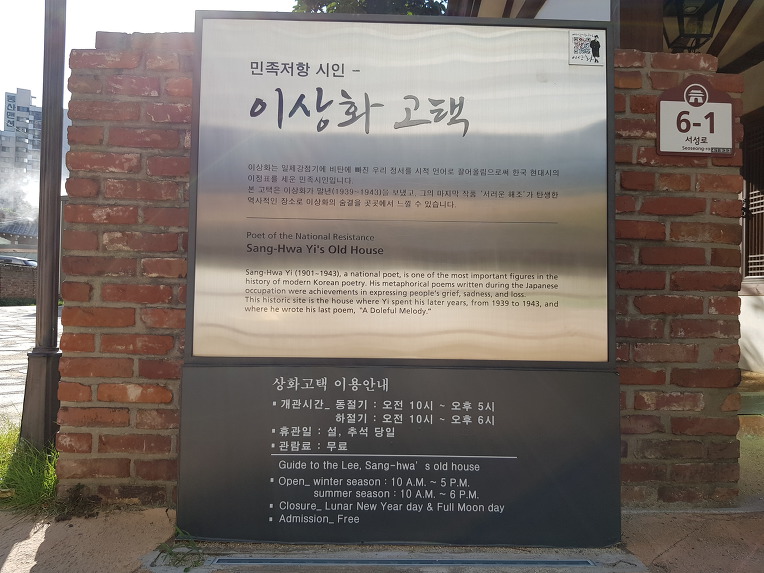 민족저항 시인 –
이상화 고택
이상화는 일제강점기에 비탄에 빠진 우리 정서를 시적 언어로 끌어올림으로써 한국 현대시의
이정표를 세운 민족시인입니다.
본 고택은 이상화가 말년(1939~1943)을 보냈고, 그의 마지막 작품 '서러운 해조'가 탄생한
역사적인 장소로 이상화의 숨결을 곳곳에서 느낄 수 있습니다.
Poet of the National Resistance
Sang-Hwa Yi's Old House
Sang-Hwa Yi (1901~1943), a national poet, is one of the most important figures in the
history of modern Korean poetry. His metaphorical poems written during the Japanese
occupation were achievements in expressing people's grief, sadness, and loss.
This historic site is the house where Yi spent his later years, from 1939 to 1943, and
where he wrote his last poem, "A Doleful Melody."
상화고택 이용안내
▪ 개관시간_ 동절기 : 오전 10시 ~ 오후 5시
하절기 : 오전 10시 ~ 오후 6시
▪ 휴관일 : 설, 추석 당일
▪ 관람료 : 무료
Guide to the Lee, Sang-hwa's old house
▪ Open_ winter season : 10 A.M. ~ 5 P.M.
summer season : 10 A.M. ~ 6 P.M.
▪ Closure_ Lunar New Year day & Full Moon day
▪ Admission_ Free
6-1
서성로
Seoseong-ro